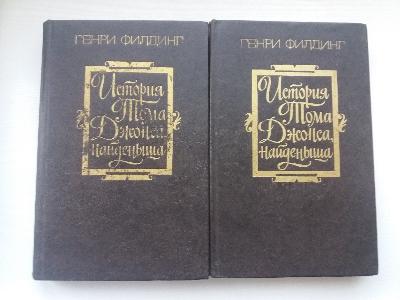 ГЕНРИ ФИЛДИНГ
История
Тома
Джонса,
найденыша
ГЕНРИ ФИЛДИНГ
История
Тома
Джонса,
найденыша